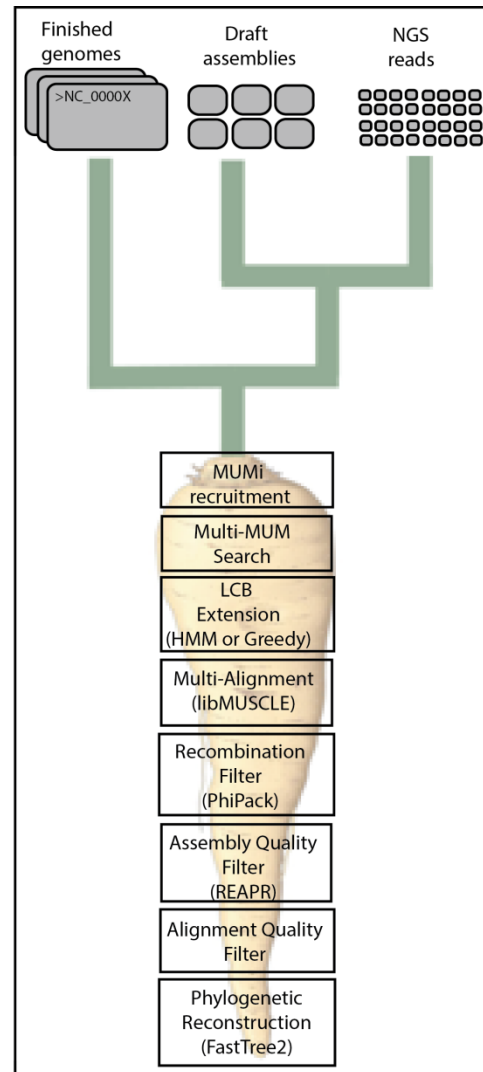 Finished
genomes
Draft
assemblies
NGS
reads
>NC_0000X
MUMi
recruitment
Multi-MUM
Search
LCB
Extension
(HMM or Greedy)
Multi-Alignment
(libMUSCLE)
Recombination
Filter
(PhiPack)
Assembly Quality
Filter
(REAPR)
Alignment Quality
Filter
Phylogenetic
Reconstruction
(FastTree2)